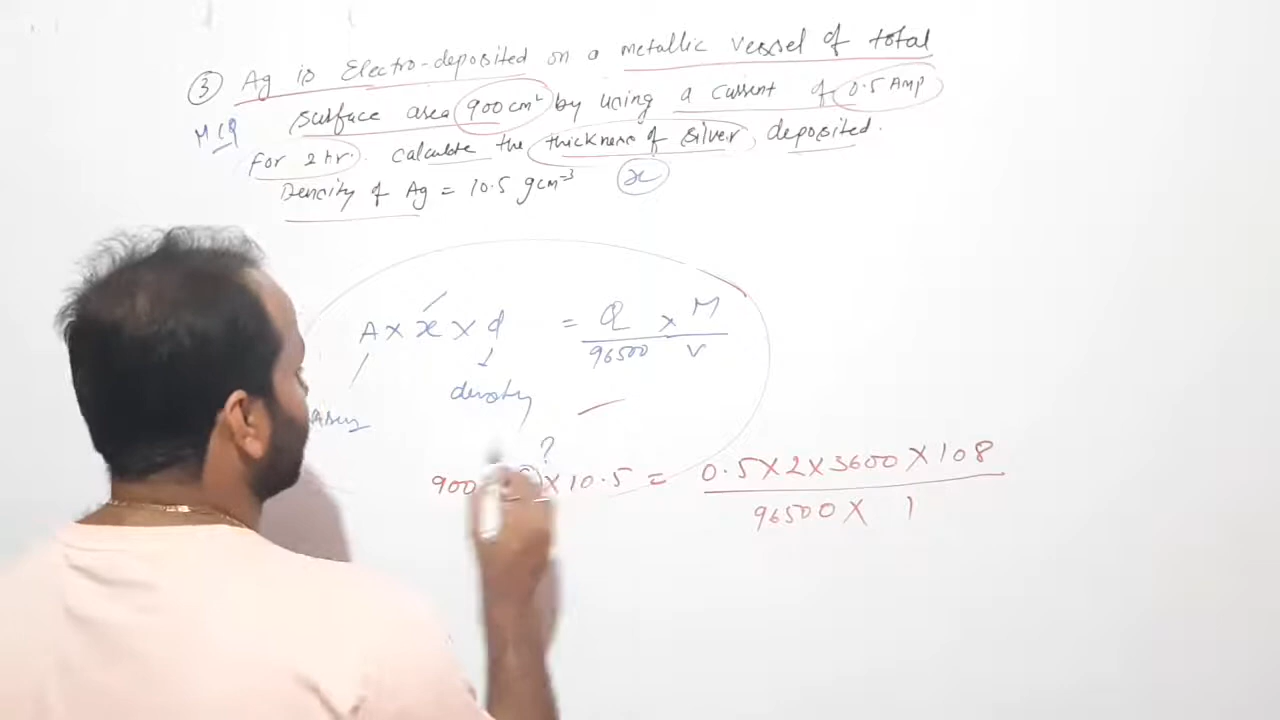 ③ Ag is Electro-deposited on a metallic vessel of total
surface area 900 cm² by using a current of 0.5 Amp
MCQ
for 2 hr. calculate the thickness of silver deposited.
Density of Ag = 10.5 gcm⁻³ x
A × x × d = Q/96500 × M/v
density
?
900 × 10.5 = 0.5 × 2 × 3600 × 108
96500 × 1